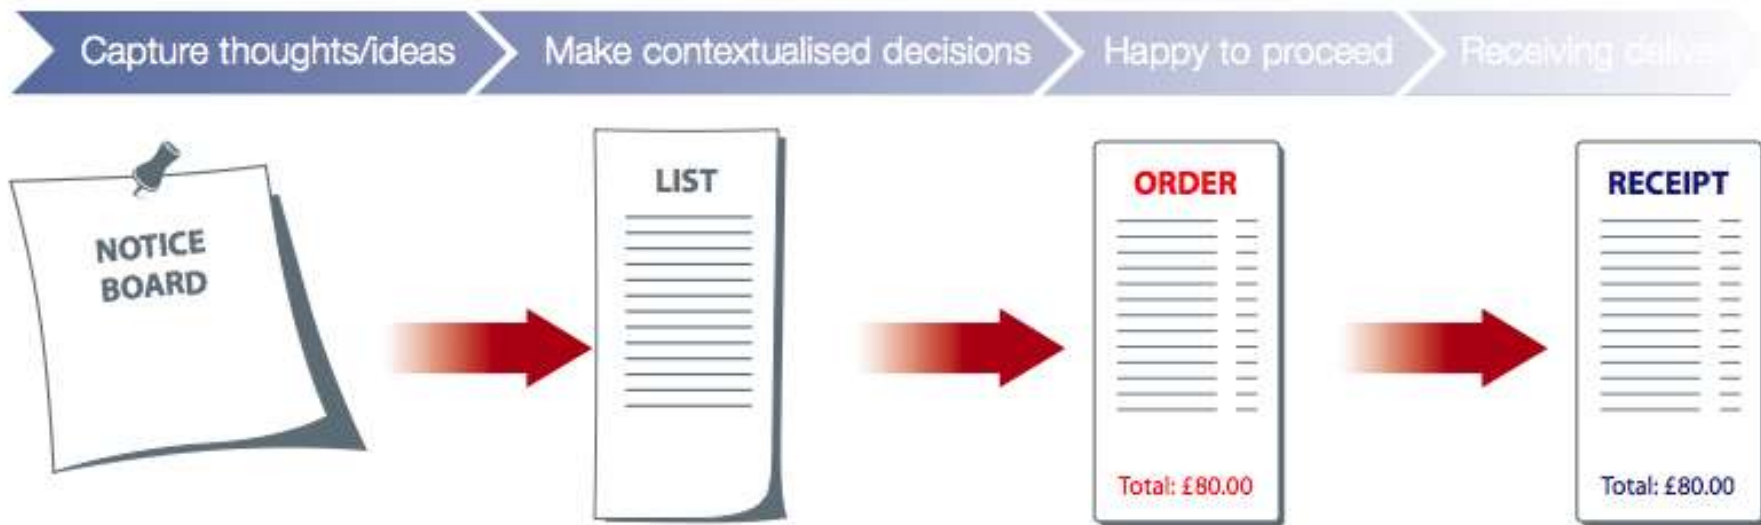 Capture thoughts/ideas
Make contextualised decisions
Happy to proceed
Receiving
NOTICE
BOARD
LIST
ORDER
Total: £80.00
RECEIPT
Total: £80.00